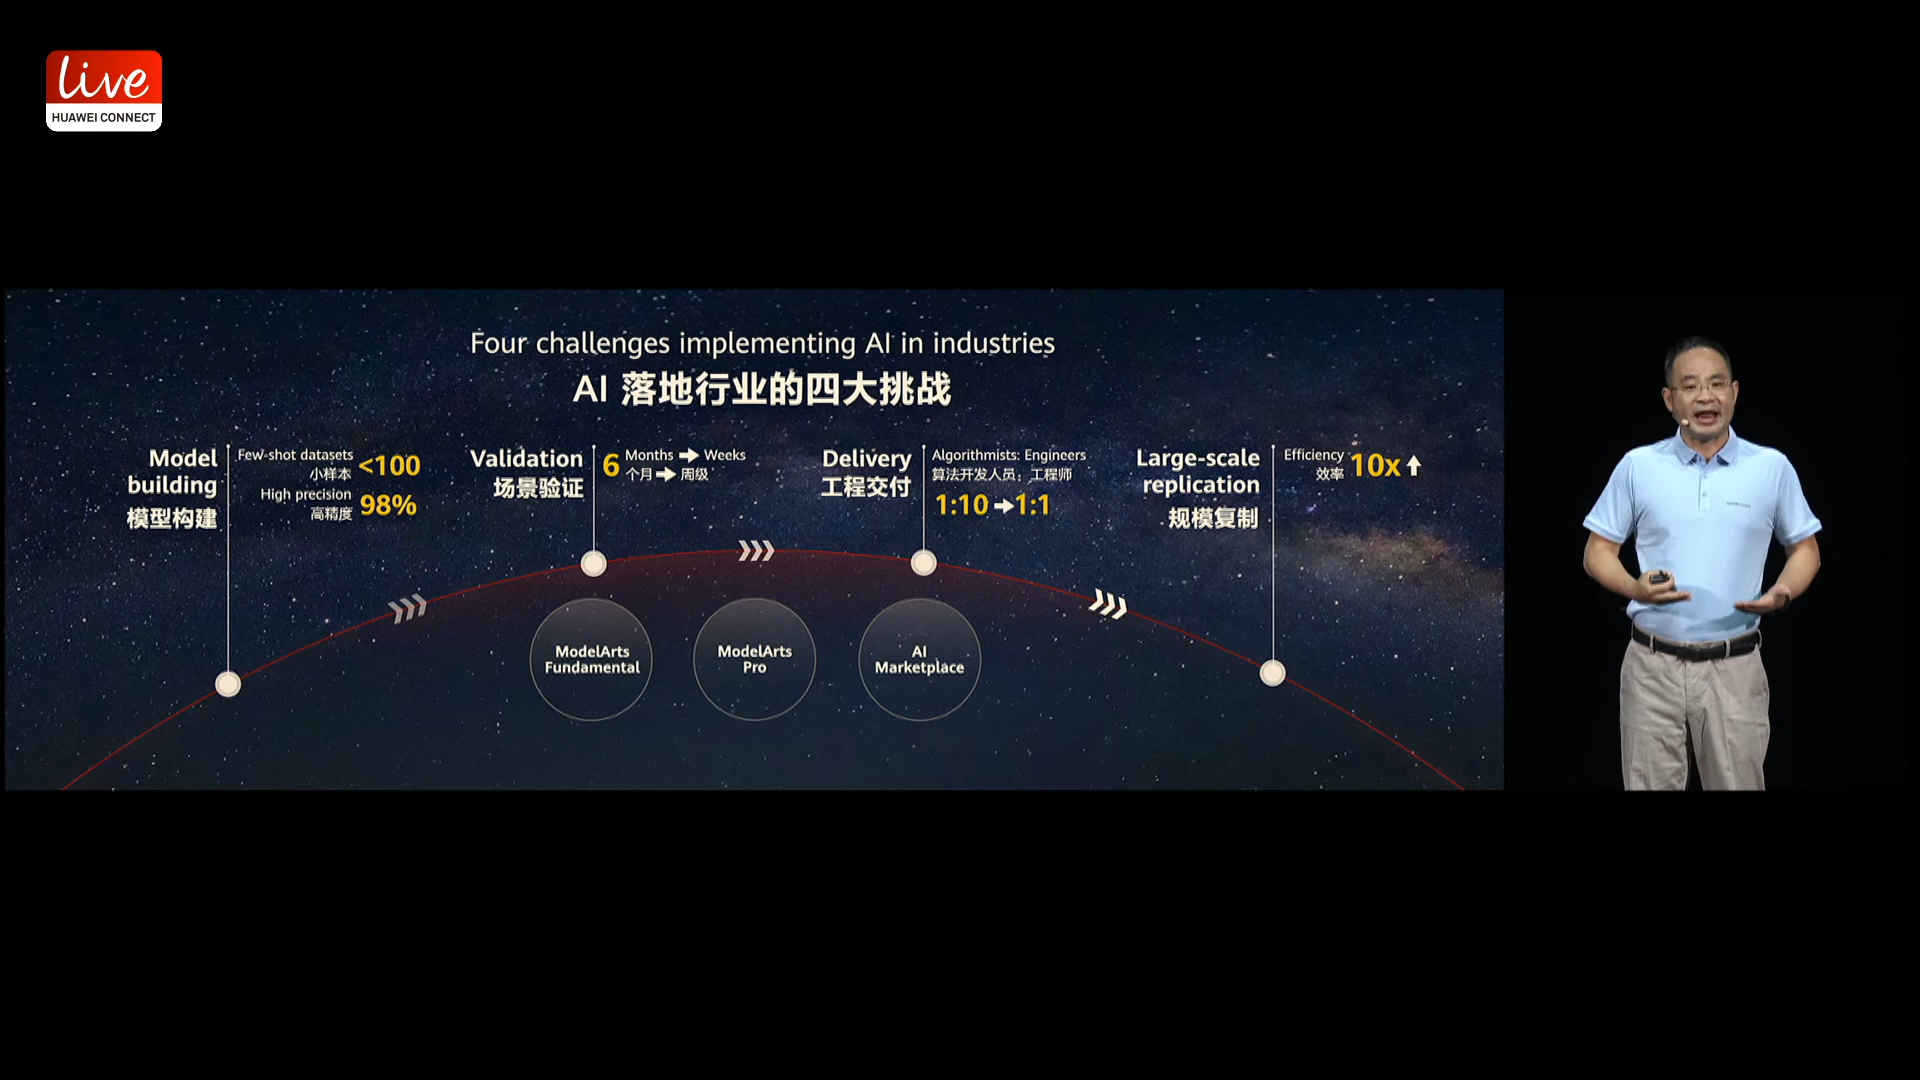 Live
HUAWEI CONNECT
Four challenges implementing AI in industries
AI 落地行业的四大挑战
Model
building
模型构建
Few-shot datasets
小样本
<100
High precision
高精度
98%
Validation
场景验证
6 Months ➡ Weeks
个月 ➡ 周级
Delivery
工程交付
Algorithmists: Engineers
算法开发人员：工程师
1:10 ➡ 1:1
Large-scale
replication
规模复制
Efficiency
效率
10x ⬆
ModelArts
Fundamental
ModelArts
Pro
AI
Marketplace